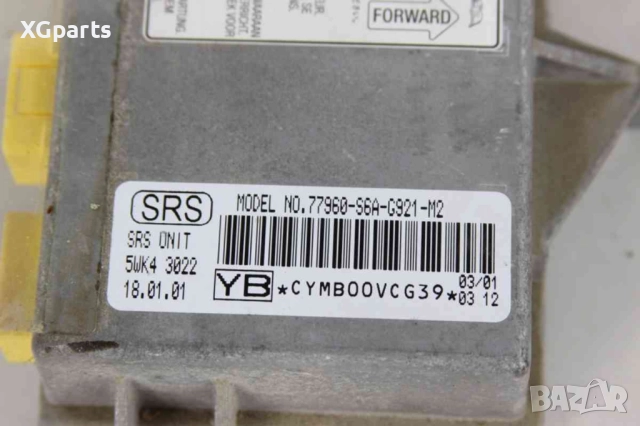 XGparts
FORWARD
SRS
MODEL NO.77960-S6A-G921-M2
SRS UNIT
5WK4 3022
18.01.01
YB
*CYMB00VCG39*
03/01
03 12
BAZAR
bg